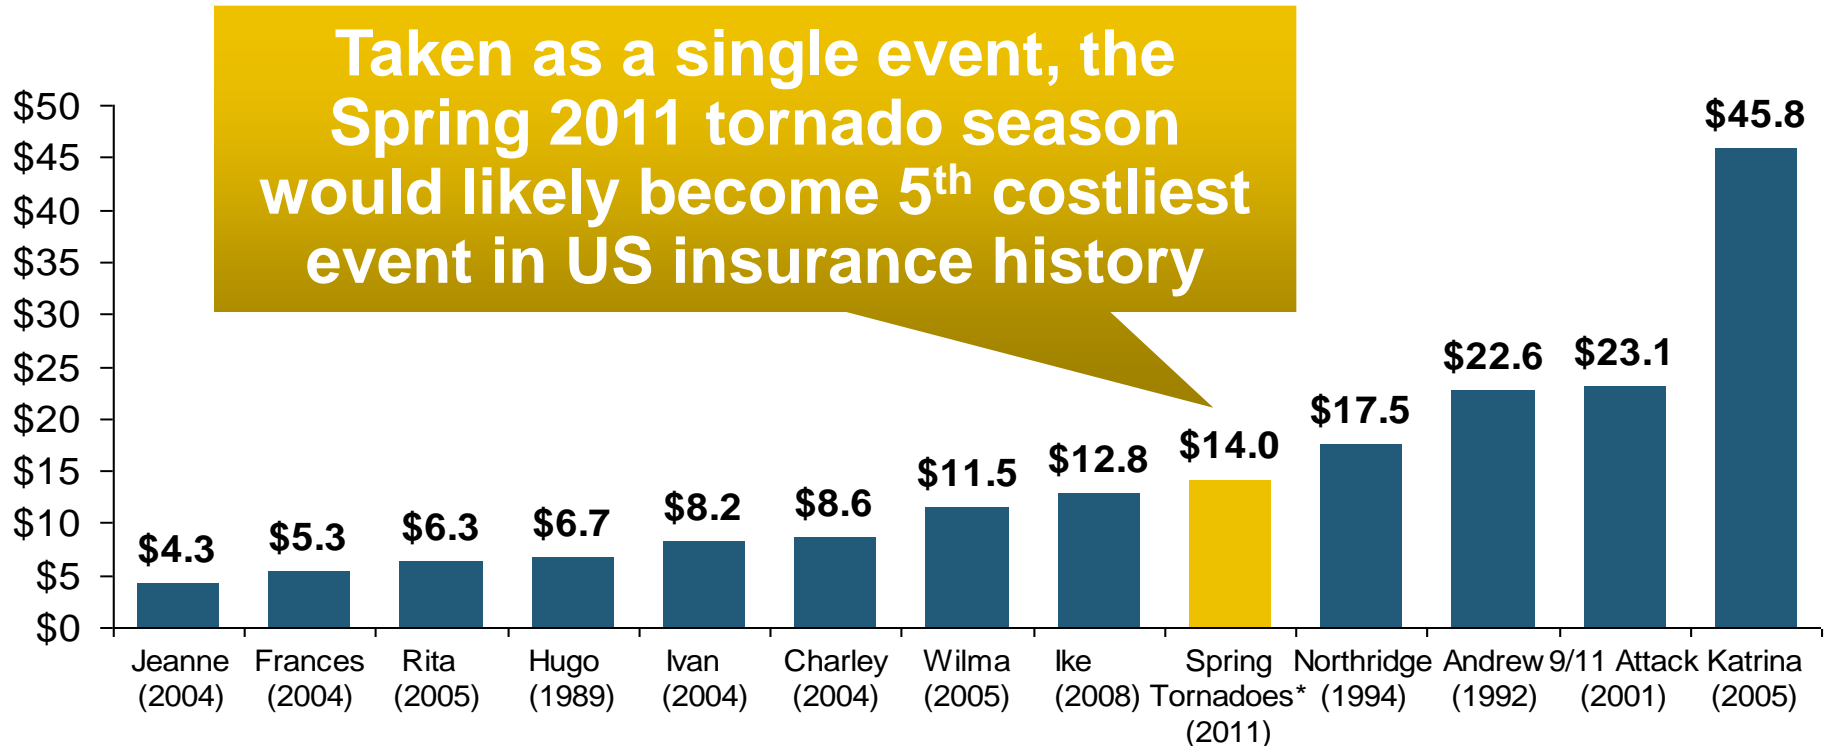 Taken as a single event, the
Spring 2011 tornado season
would likely become 5th costliest
event in US insurance history
$50
$45
$40
$35
$30
$25
$20
$15
$10
$5
$0
$4.3
$5.3
$6.3
$6.7
$8.2
$8.6
$11.5
$12.8
$14.0
$17.5
$22.6
$23.1
$45.8
Jeanne
(2004)
Frances
(2004)
Rita
(2005)
Hugo
(1989)
Ivan
(2004)
Charley
(2004)
Wilma
(2005)
Ike
(2008)
Spring
Tornadoes*
(2011)
Northridge
(1994)
Andrew
(1992)
9/11 Attack
(2001)
Katrina
(2005)